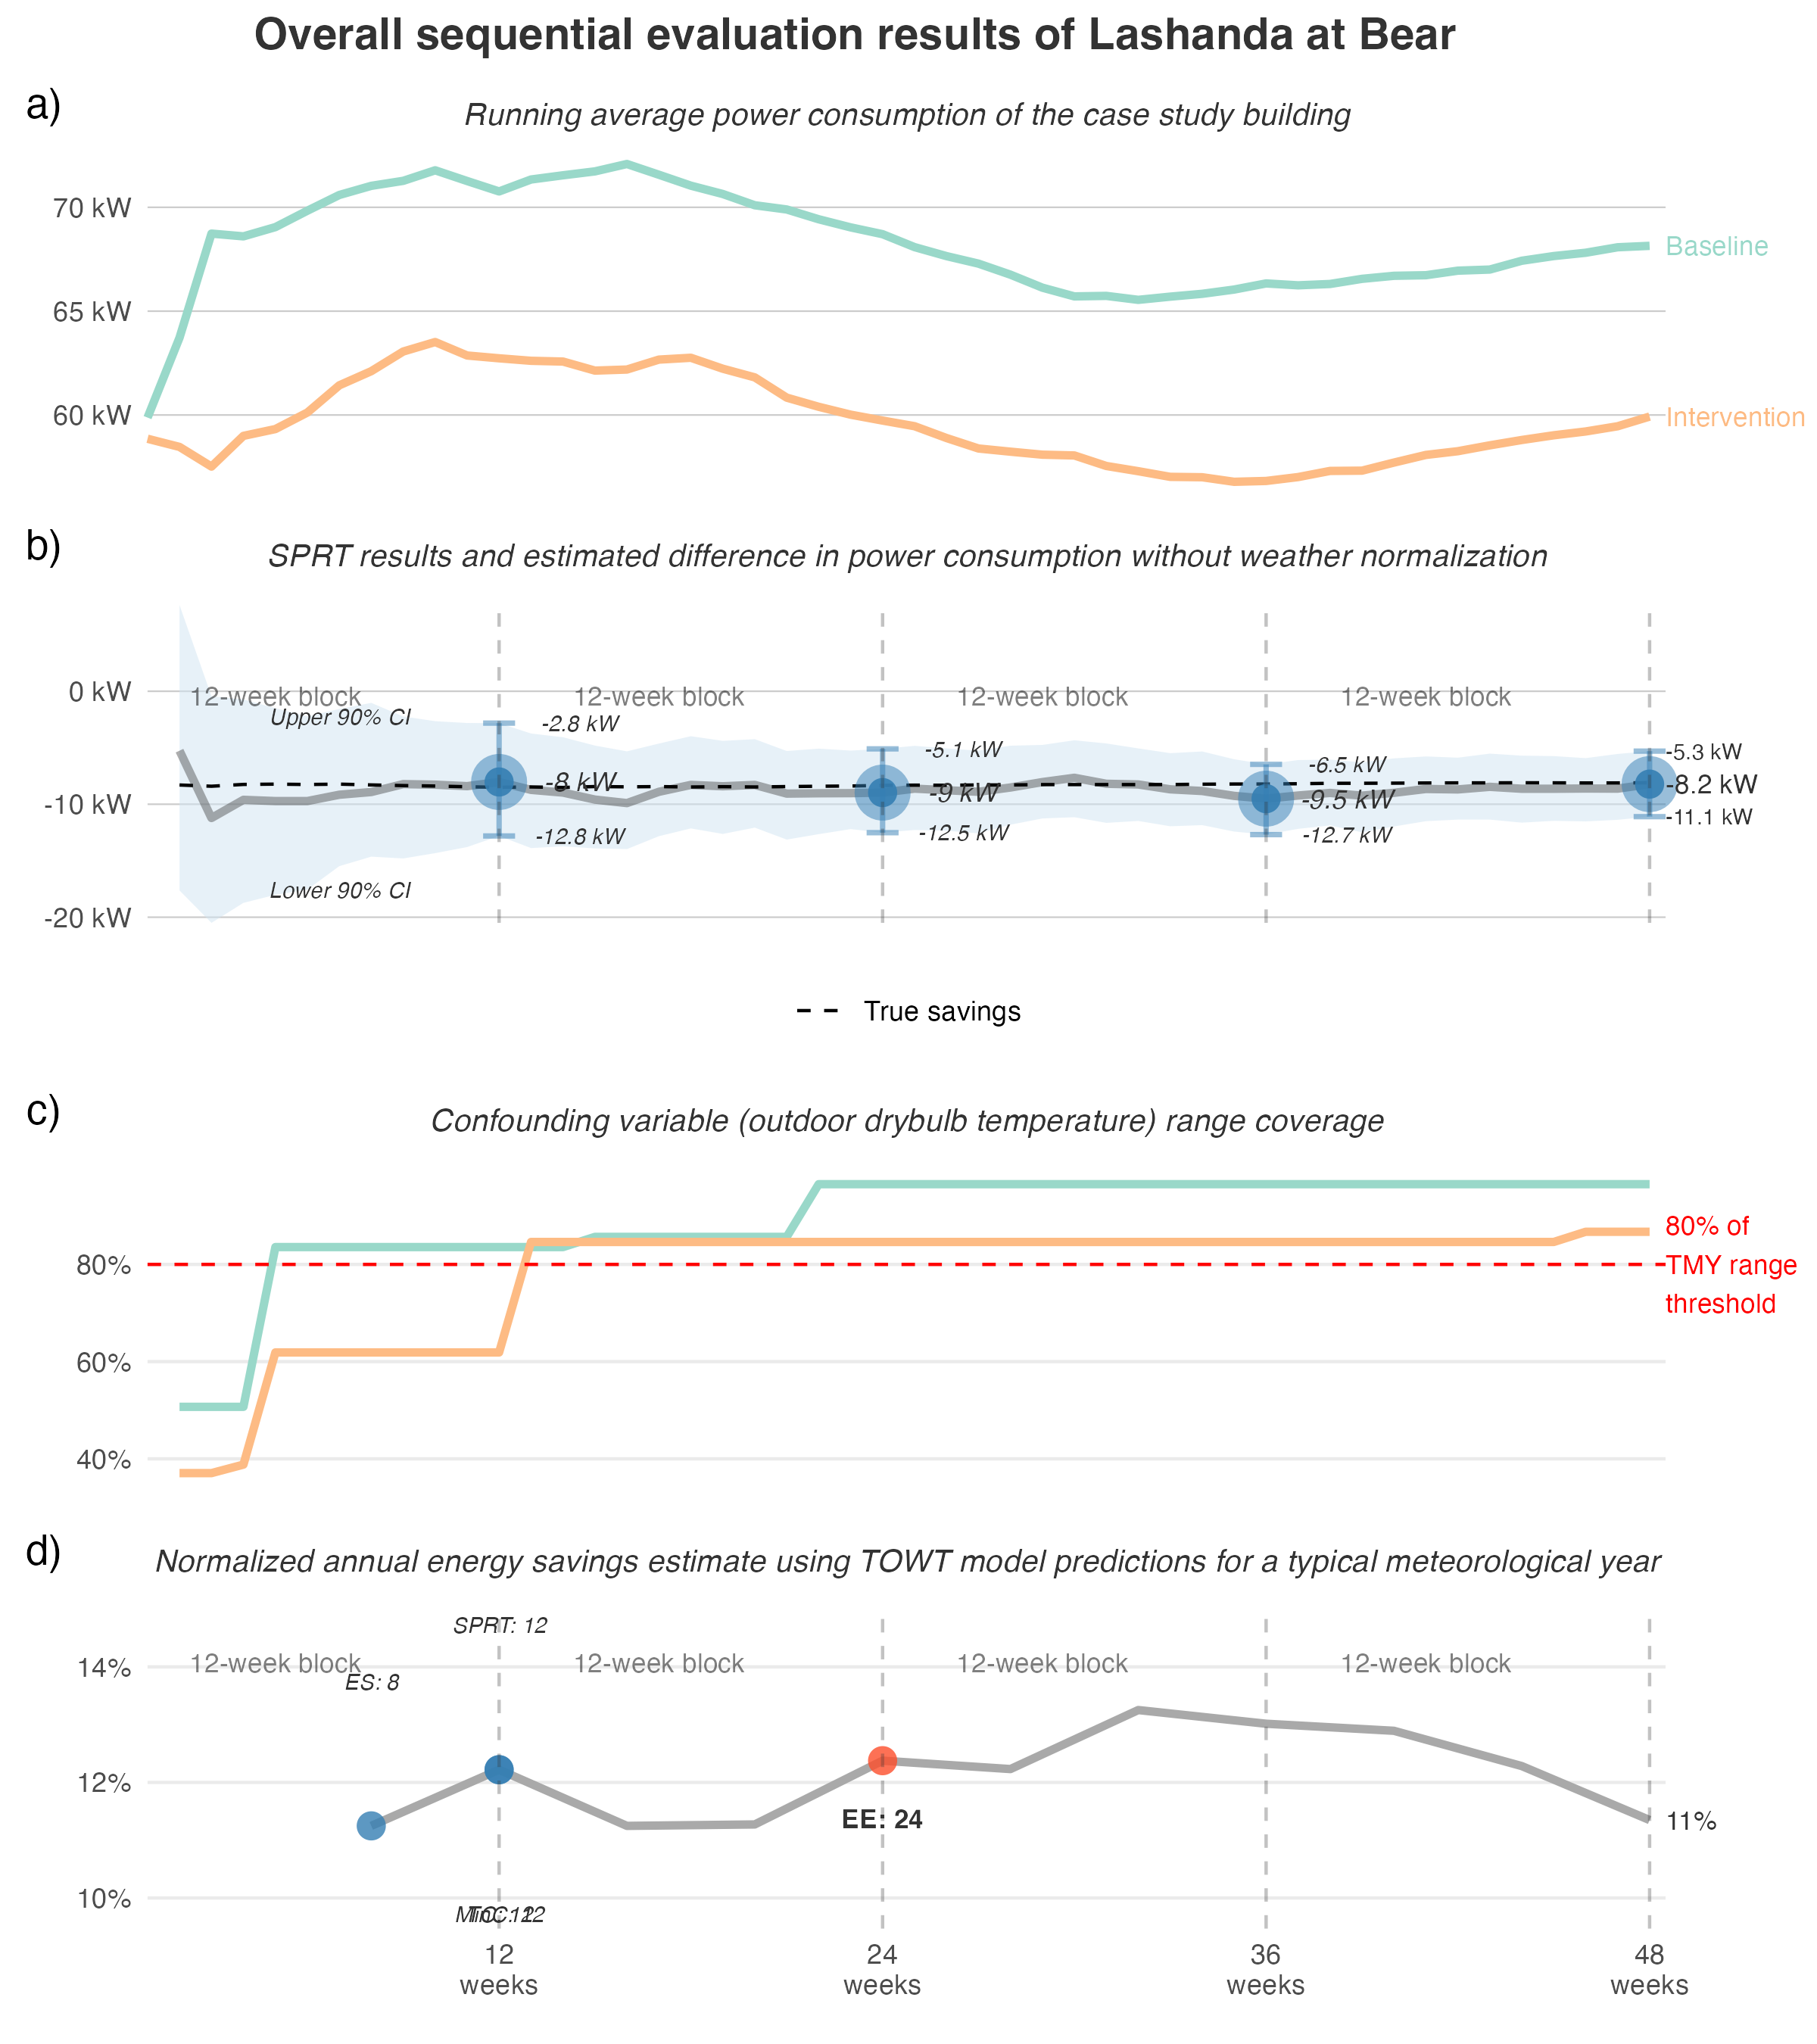 Overall sequential evaluation results of Lashanda at Bear
a)
Running average power consumption of the case study building
70 kW
65 kW
60 kW
Baseline
Intervention
b)
SPRT results and estimated difference in power consumption without weather normalization
0 kW
-10 kW
-20 kW
12-week block
12-week block
12-week block
12-week block
Upper 90% CI
Lower 90% CI
-2.8 kW
-8 kW
-12.8 kW
-5.1 kW
-9 kW
-12.5 kW
-6.5 kW
-9.5 kW
-12.7 kW
-5.3 kW
-8.2 kW
-11.1 kW
True savings
c)
Confounding variable (outdoor drybulb temperature) range coverage
80%
60%
40%
80% of
TMY range
threshold
d)
Normalized annual energy savings estimate using TOWT model predictions for a typical meteorological year
14%
12%
10%
SPRT: 12
12-week block
12-week block
12-week block
12-week block
ES: 8
EE: 24
11%
12
weeks
24
weeks
36
weeks
48
weeks